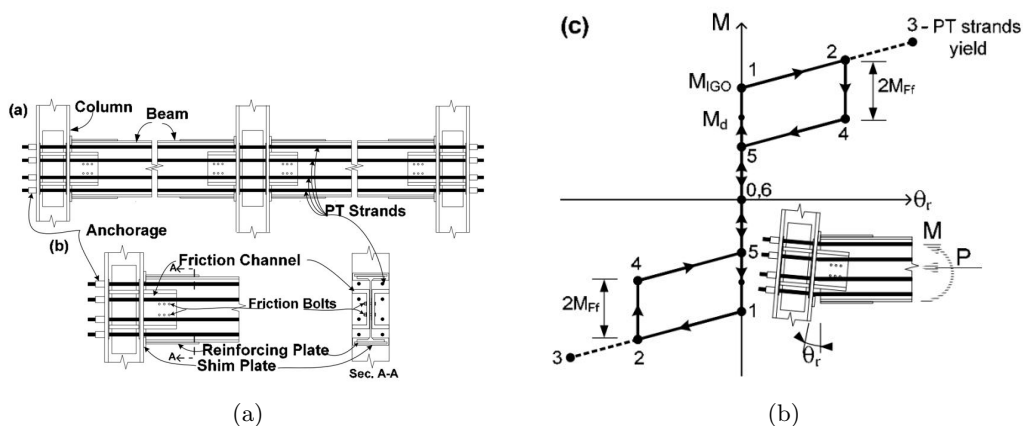 (a)
Column
Beam
PT Strands
(b)
Anchorage
A
Friction Channel
Friction Bolts
Reinforcing Plate
Shim Plate
A
Sec. A-A
(a)
(c)
M
3 - PT strands
yield
2
1
M_IGO
2M_Ff
M_d
4
5
0,6
θ_r
5
M
P
4
2M_Ff
1
2
3
θ_r
(b)